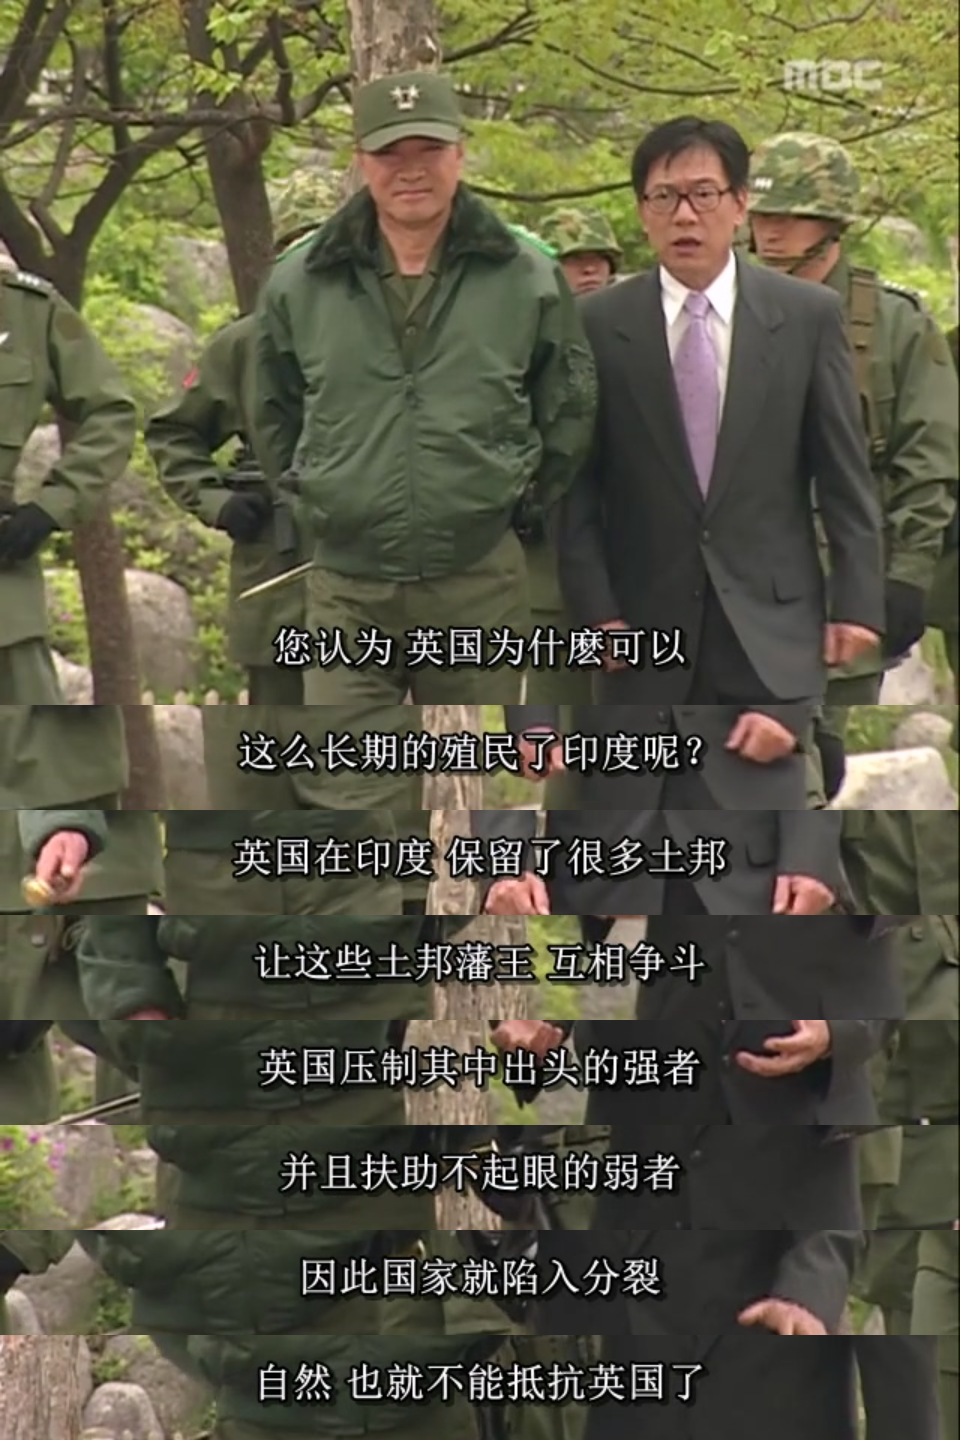 MBC
您认为 英国为什麽可以
这么长期的殖民了印度呢?
英国在印度 保留了很多土邦
让这些土邦藩王 互相争斗
英国压制其中出头的强者
并且扶助不起眼的弱者
因此国家就陷入分裂
自然 也就不能抵抗英国了